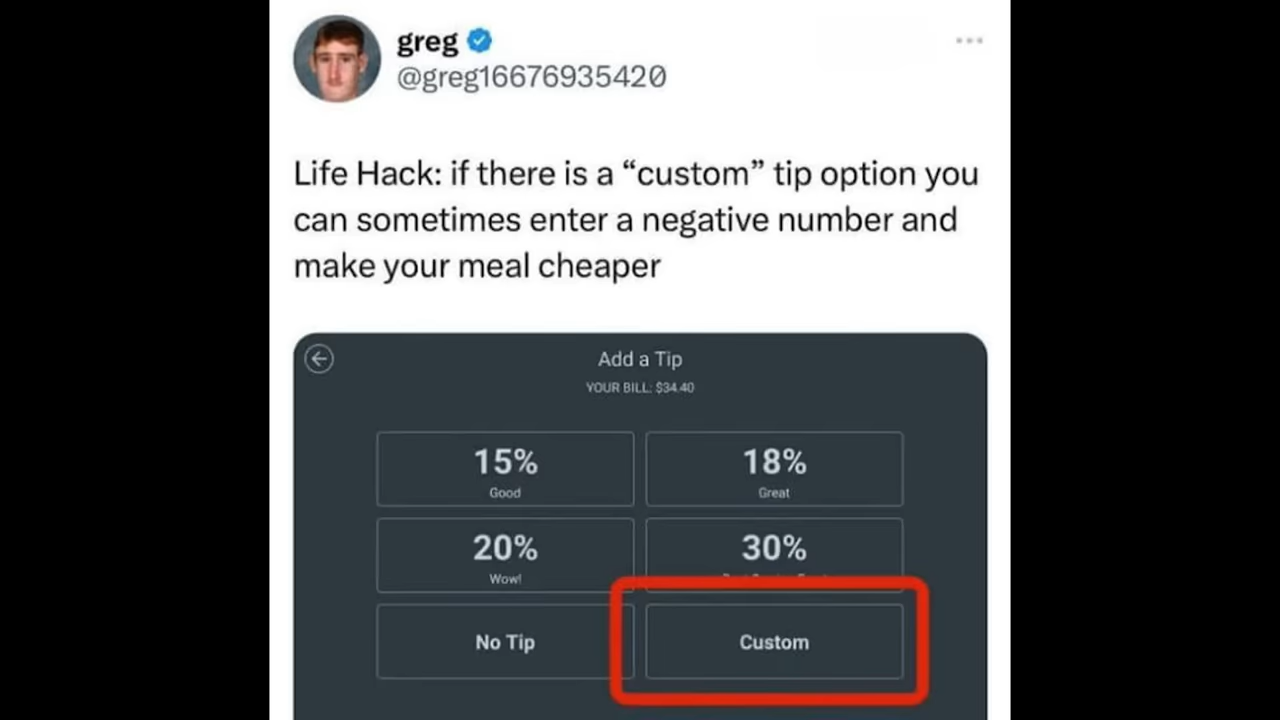 greg
@greg16676935420
Life Hack: if there is a “custom” tip option you
can sometimes enter a negative number and
make your meal cheaper
Add a Tip
YOUR BILL: $34.40
15%
Good
18%
Great
20%
Wow!
30%
No Tip
Custom